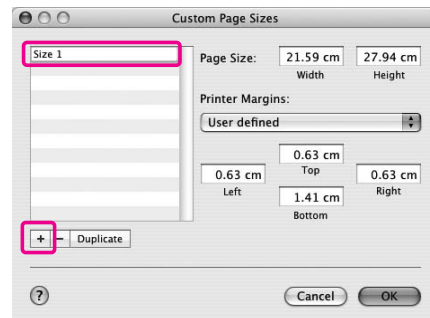 Custom Page Sizes
Size 1
Page Size: 21.59 cm 27.94 cm
Width Height
Printer Margins:
User defined
0.63 cm
Top
0.63 cm 0.63 cm
Left Right
1.41 cm
Bottom
+ - Duplicate
? Cancel OK